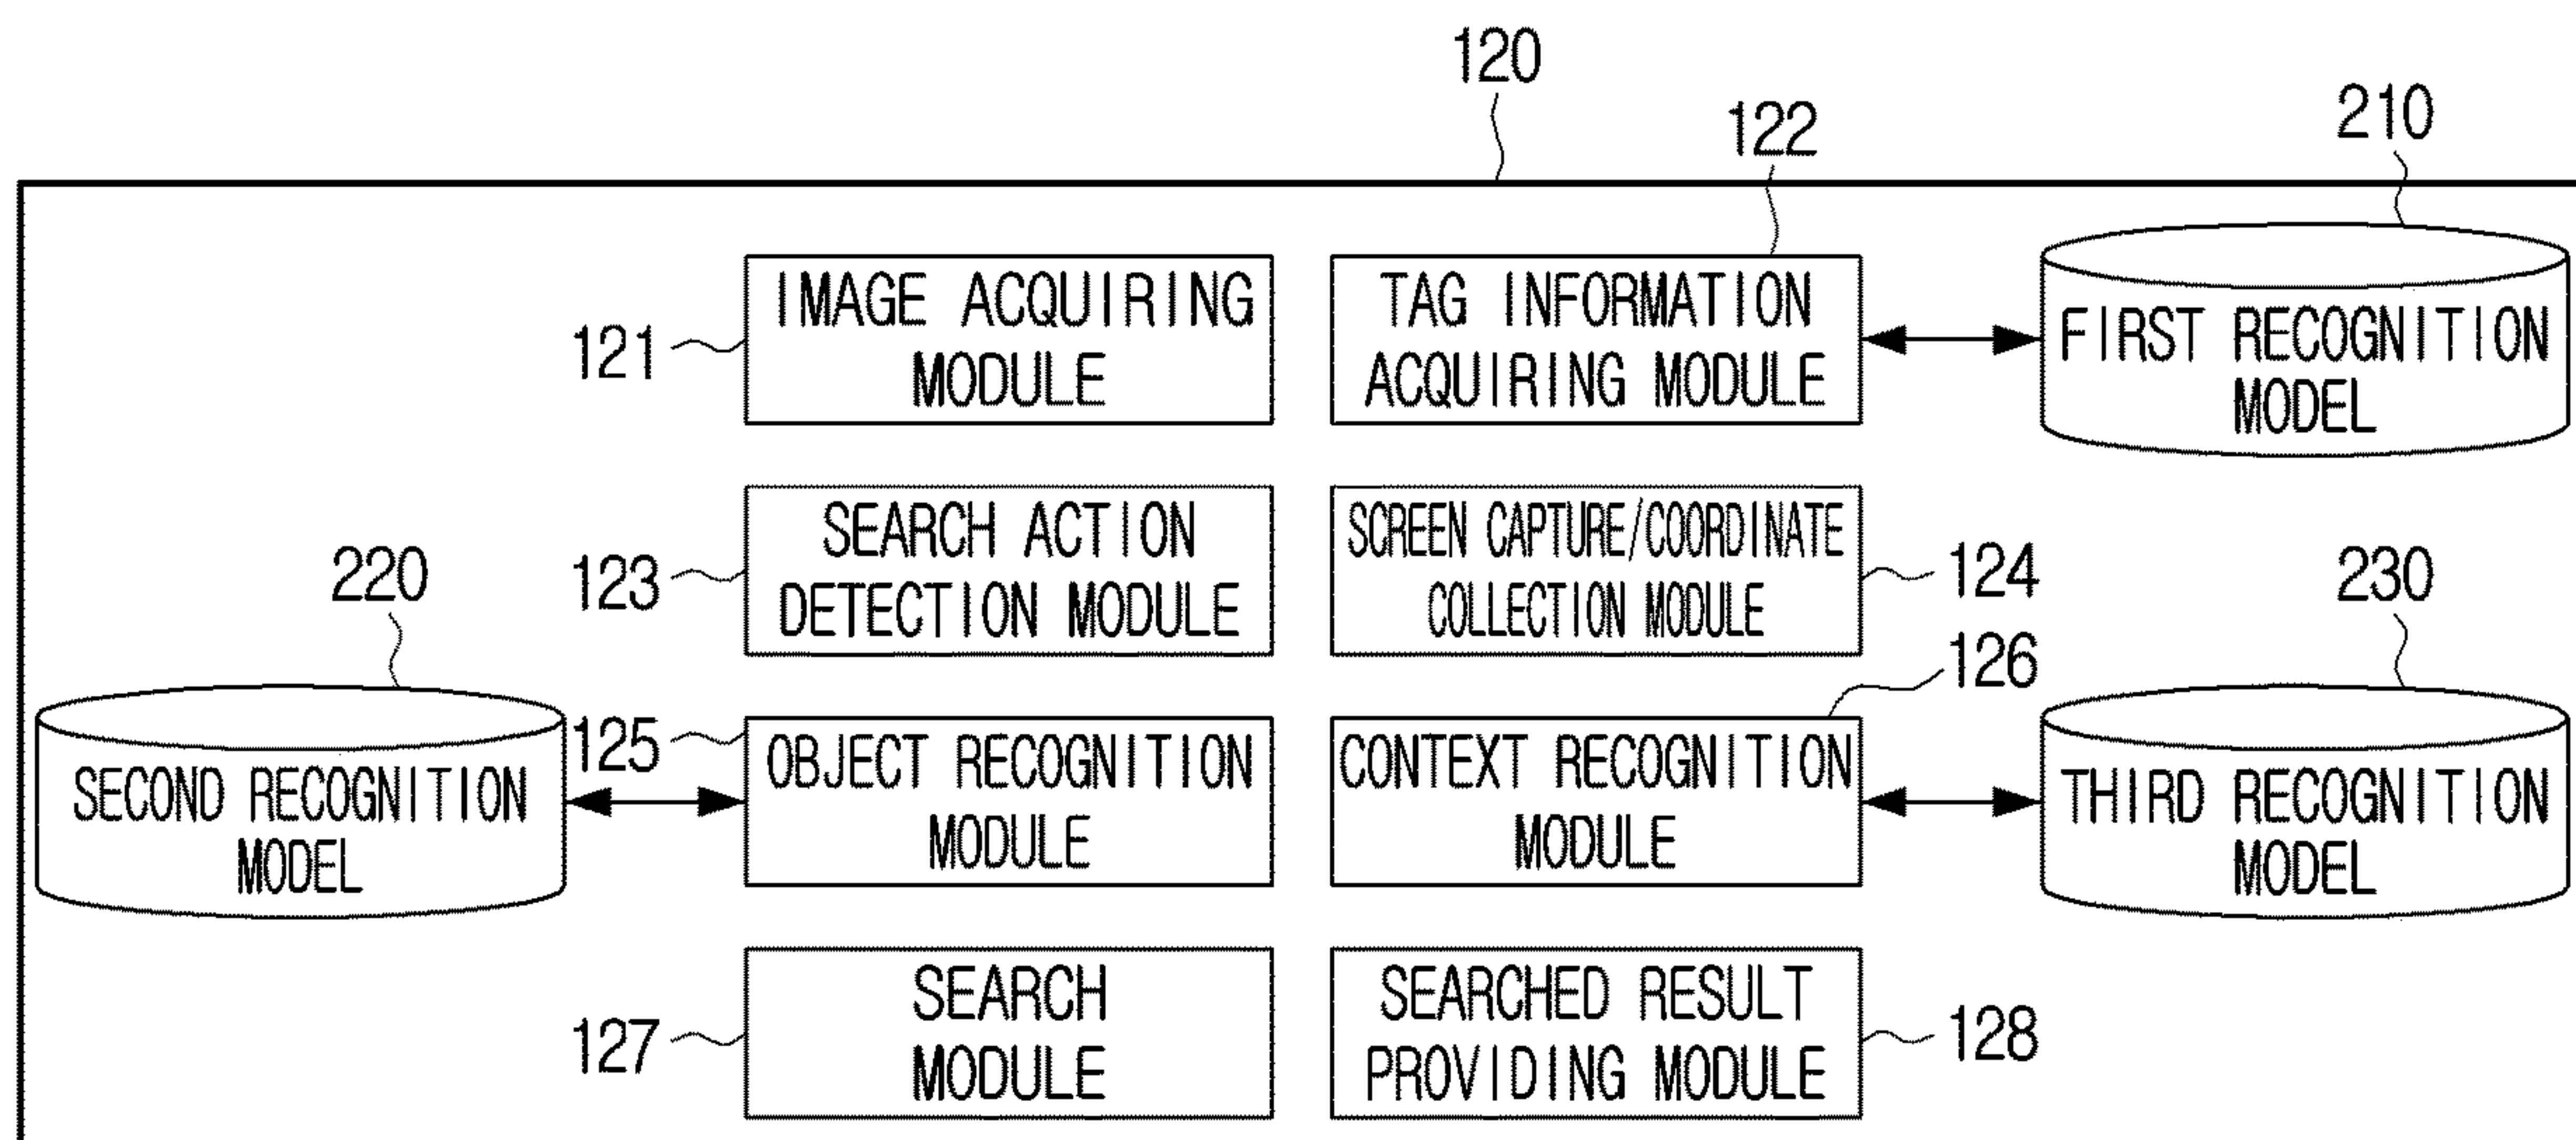 120
122
210
IMAGE ACQUIRING
MODULE
121
TAG INFORMATION
ACQUIRING MODULE
FIRST RECOGNITION
MODEL
SEARCH ACTION
DETECTION MODULE
123
SCREEN CAPTURE/COORDINATE
COLLECTION MODULE
124
220
230
126
125
SECOND RECOGNITION
MODEL
OBJECT RECOGNITION
MODULE
CONTEXT RECOGNITION
MODULE
THIRD RECOGNITION
MODEL
SEARCH
MODULE
127
SEARCHED RESULT
PROVIDING MODULE
128